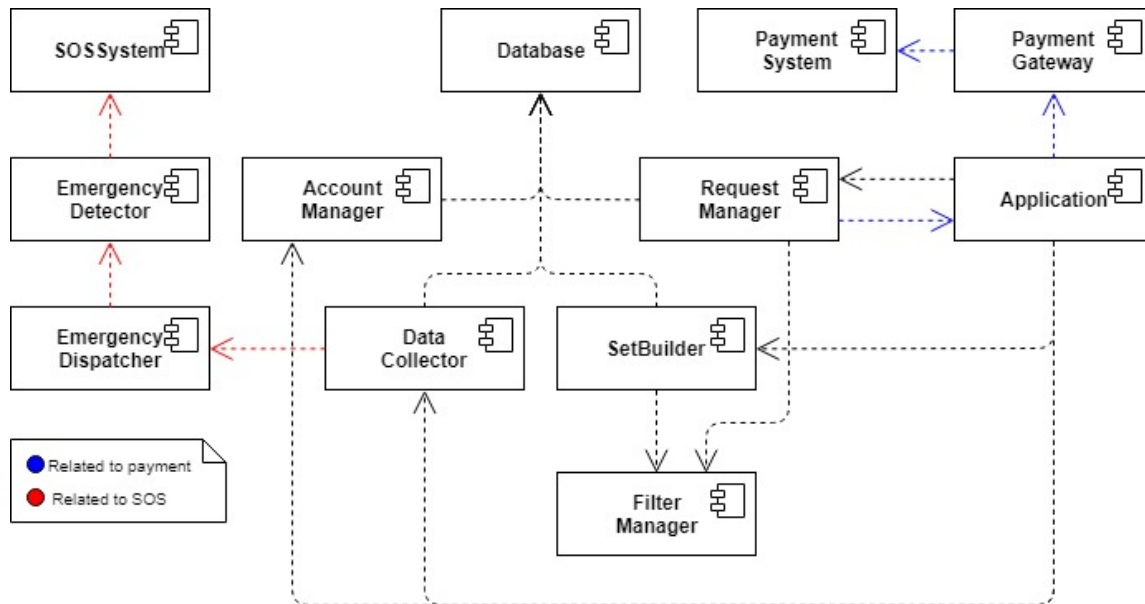 SOSSystem
Database
Payment
System
Payment
Gateway
Emergency
Detector
Account
Manager
Request
Manager
Application
Emergency
Dispatcher
Data
Collector
SetBuilder
Related to payment
Related to SOS
Filter
Manager